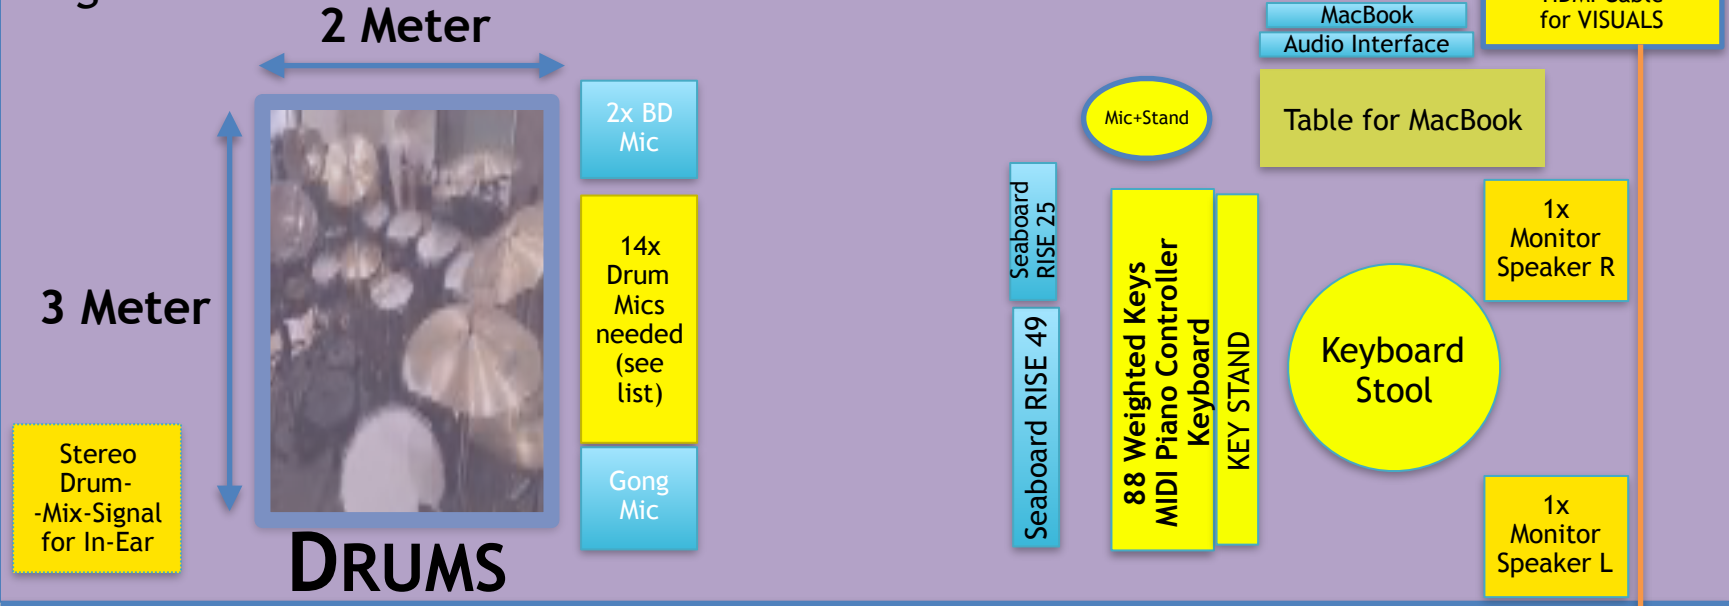 2 Meter
3 Meter
2x BD
Mic
14x
Drum
Mics
needed
(see
list)
Gong
Mic
Stereo
Drum-
-Mix-Signal
for In-Ear
DRUMS
MacBook
Audio Interface
for VISUALS
Mic+Stand
Table for MacBook
Seaboard
RISE 25
Seaboard RISE 49
88 Weighted Keys
MIDI Piano Controller
Keyboard
KEY STAND
Keyboard
Stool
1x
Monitor
Speaker R
1x
Monitor
Speaker L